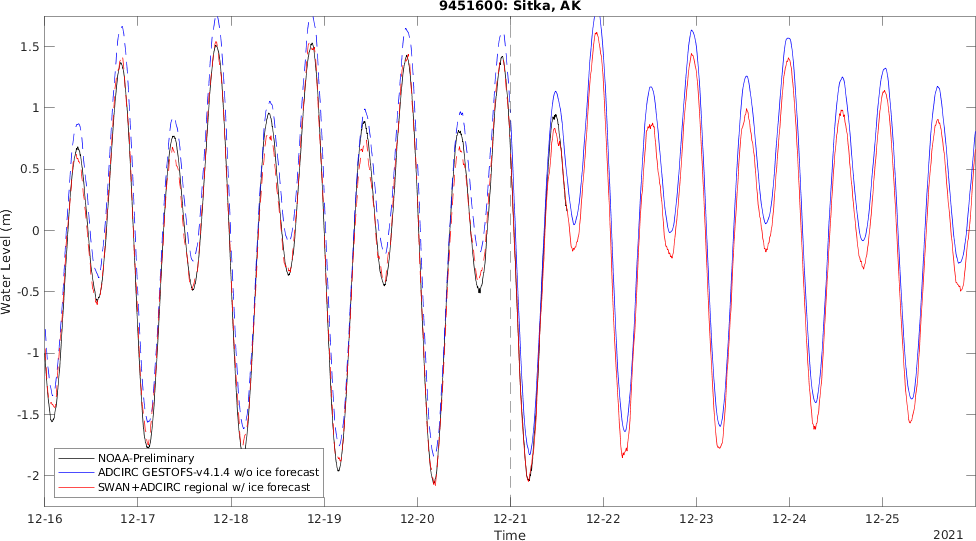 9451600: Sitka, AK
Water Level (m)
1.5
1
0.5
0
-0.5
-1
-1.5
-2
NOAA-Preliminary
ADCIRC GESTOFS-v4.1.4 w/o ice forecast
SWAN+ADCIRC regional w/ ice forecast
12-16 12-17 12-18 12-19 12-20 12-21 12-22 12-23 12-24 12-25
Time
2021